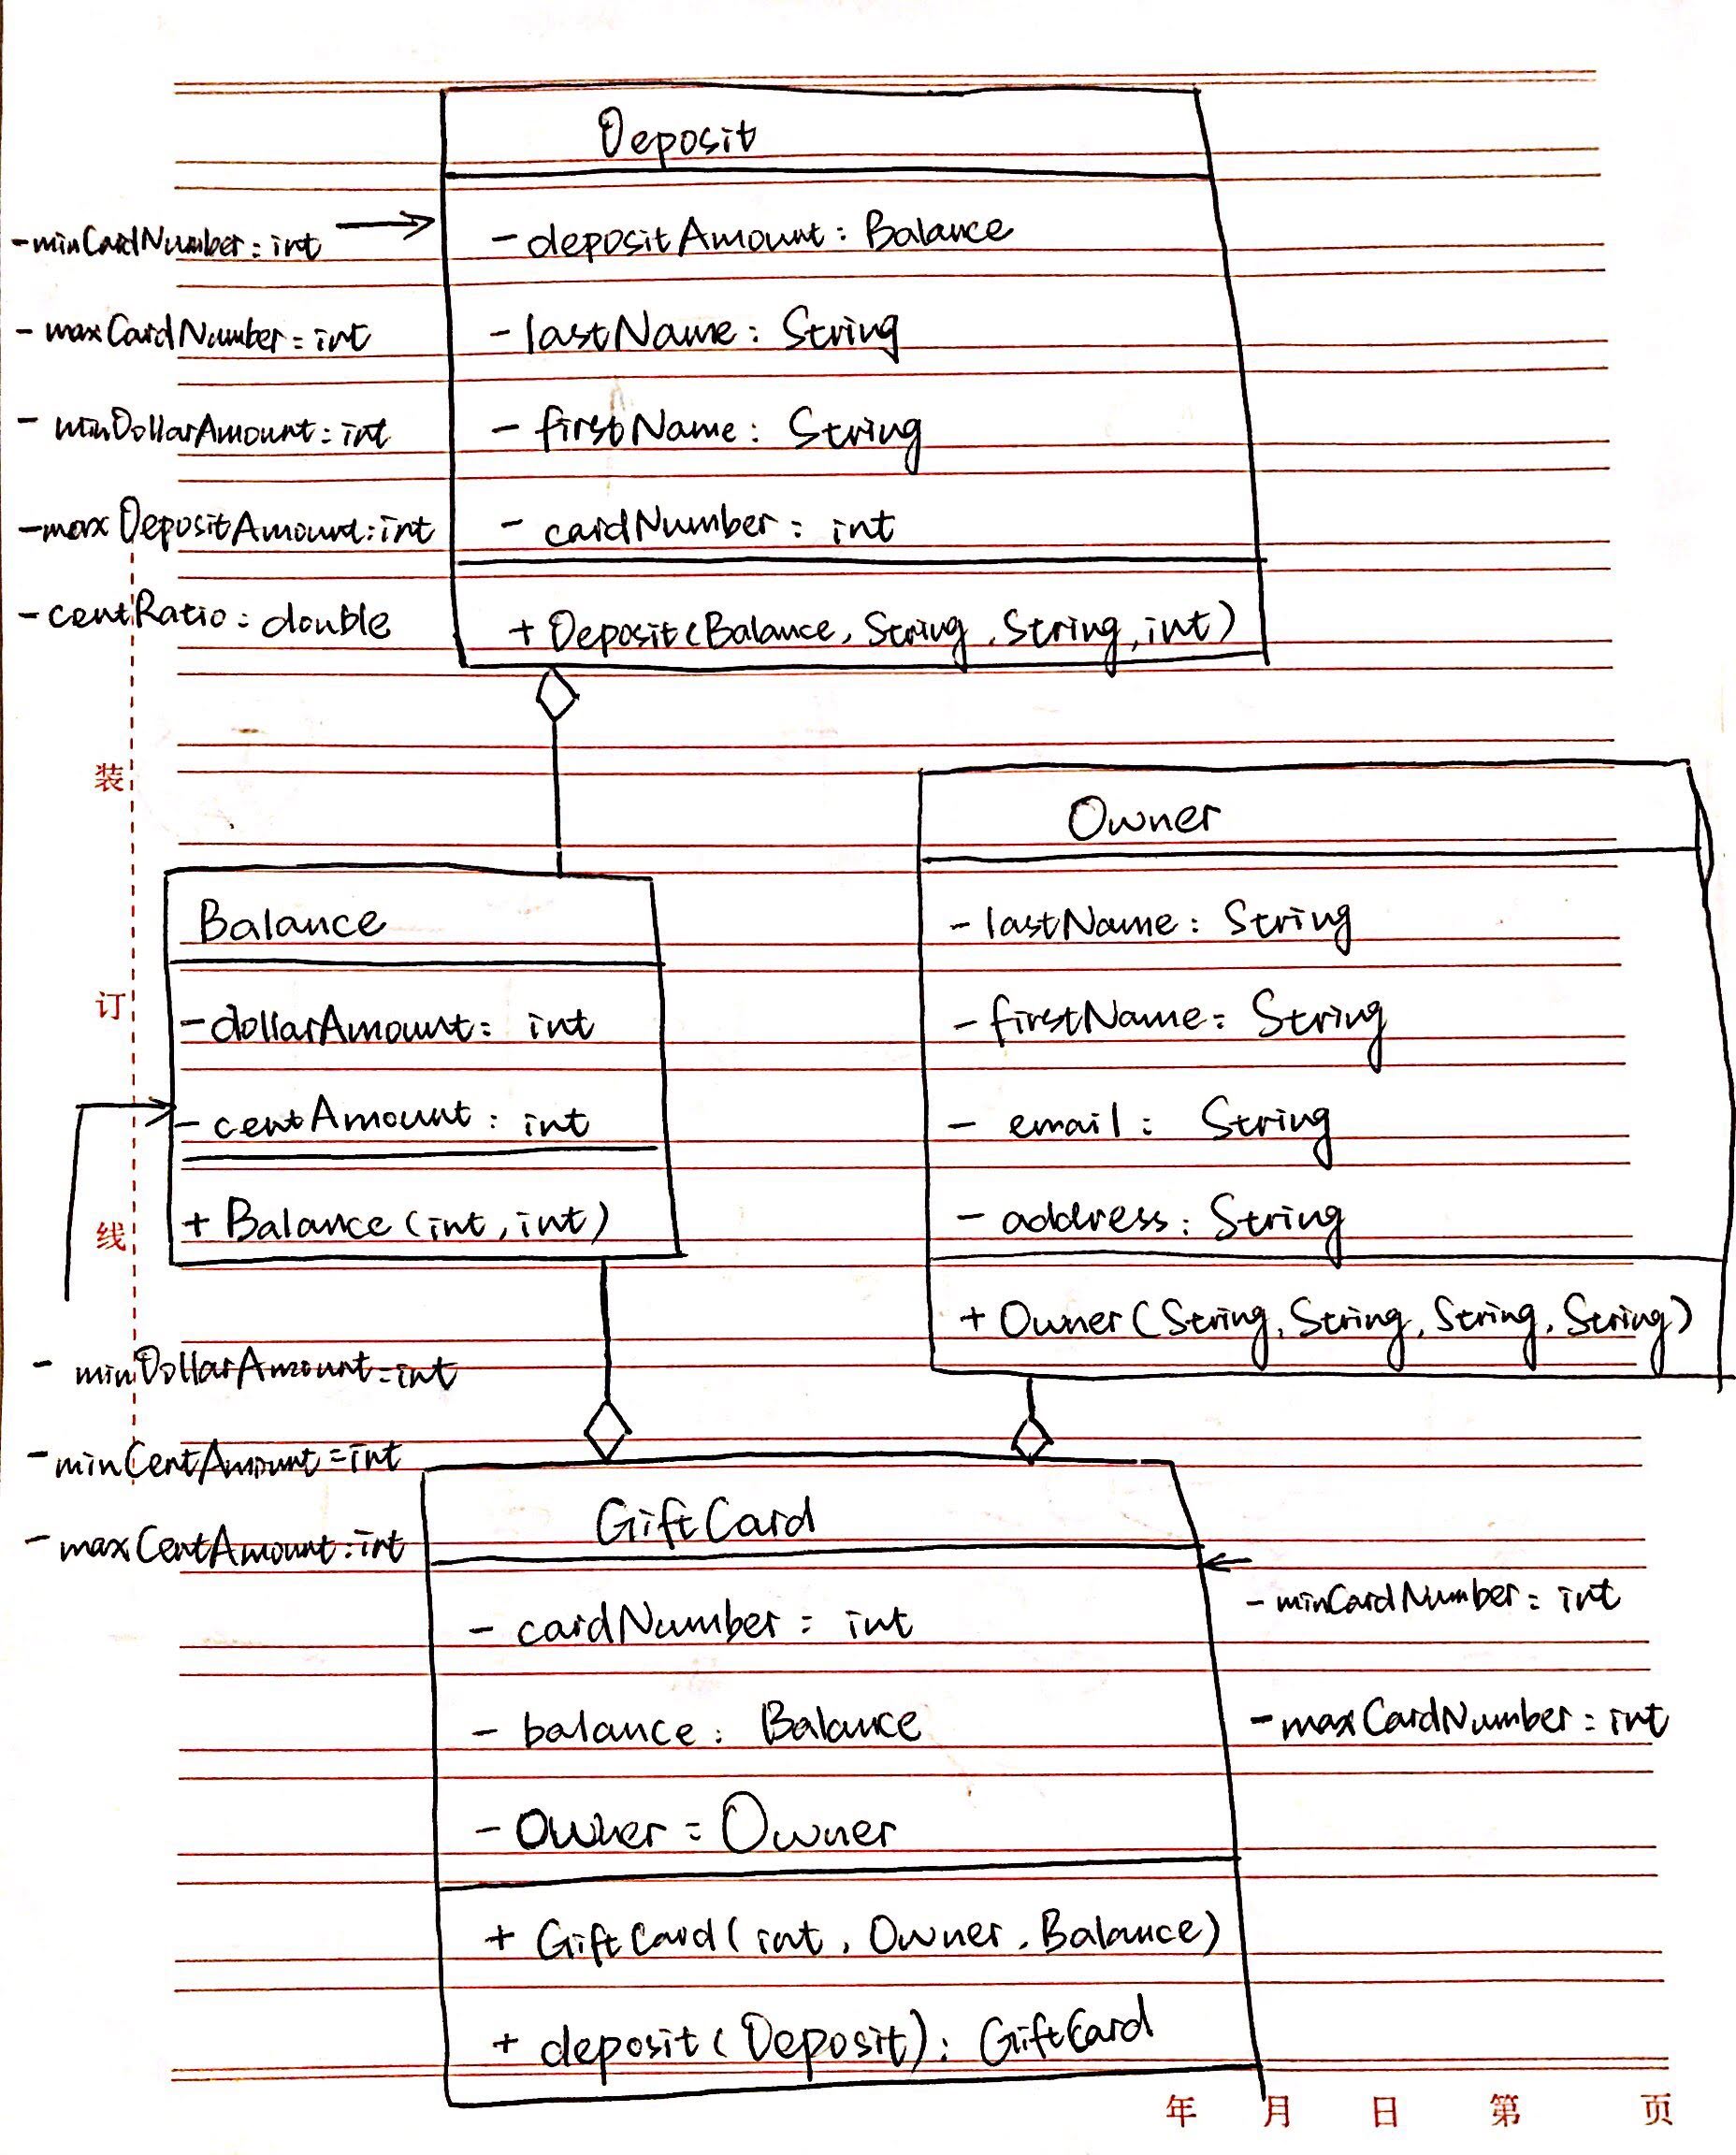 Deposit
- depositAmount: Balance
- lastName: String
- firstName: String
- cardNumber: int
+ Deposit(Balance, String, String, int)
- minCardNumber: int
- maxCardNumber: int
- minDollarAmount: int
- maxDepositAmount: int
- centRatio: double
装
订
线
Balance
- dollarAmount: int
- centAmount: int
+ Balance(int, int)
- minDollarAmount: int
- minCentAmount: int
- maxCentAmount: int
Owner
- lastName: String
- firstName: String
- email: String
- address: String
+ Owner(String, String, String, String)
GiftCard
- cardNumber: int
- balance: Balance
- Owner: Owner
+ GiftCard(int, Owner, Balance)
+ deposit(Deposit): GiftCard
- minCardNumber: int
- maxCardNumber: int
年 月 日 第 页